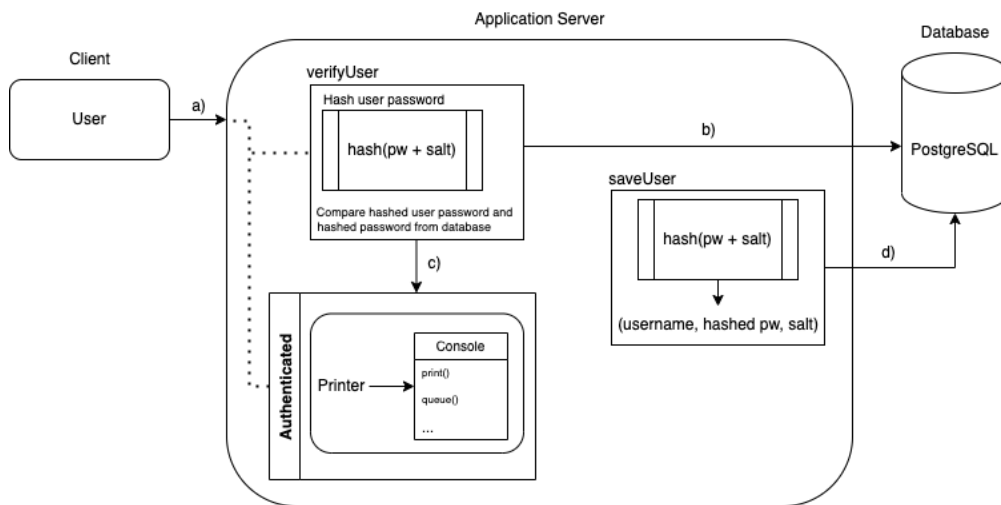 Application Server
Database
Client
User
a)
verifyUser
Hash user password
hash(pw + salt)
Compare hashed user password and
hashed password from database
b)
PostgreSQL
saveUser
hash(pw + salt)
(username, hashed pw, salt)
d)
c)
Authenticated
Printer
Console
print()
queue()
...